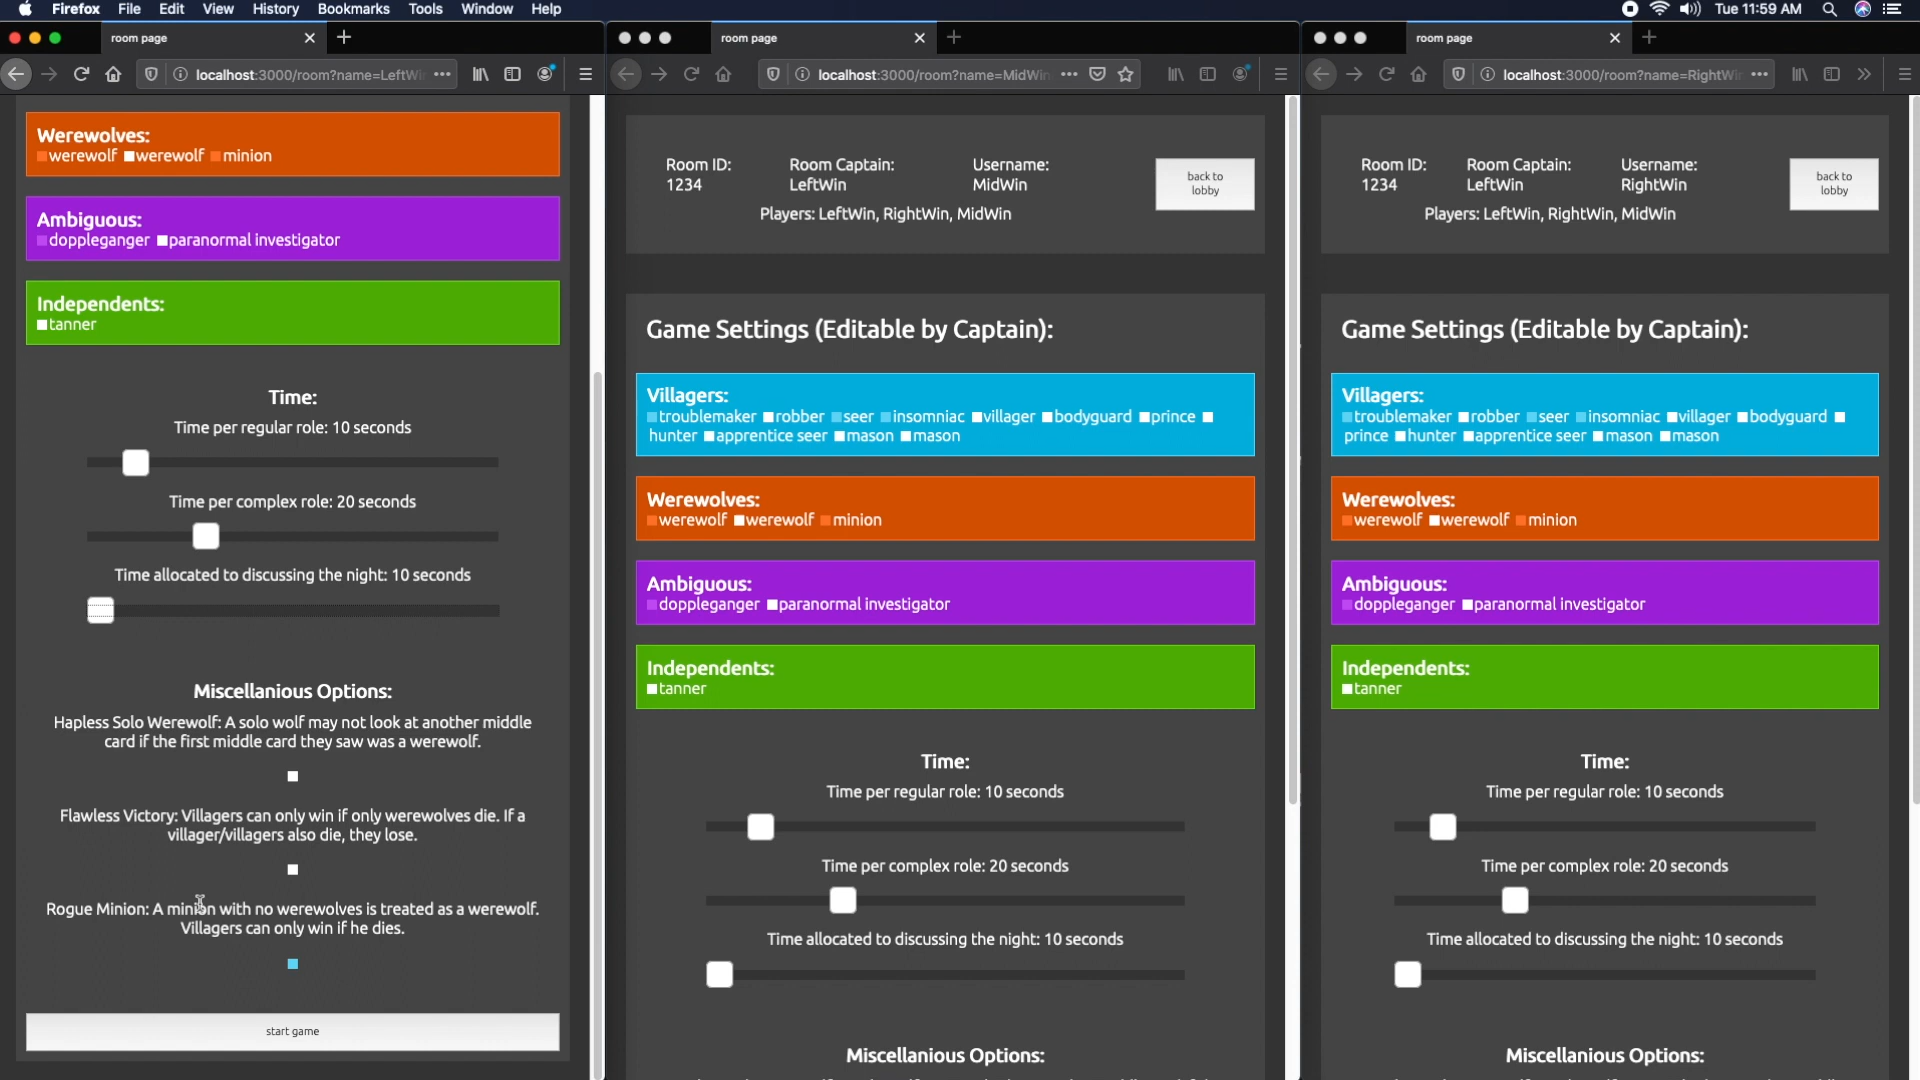 Firefox File Edit View History Bookmarks Tools Window Help
Tue 11:59 AM
room page
localhost:3000/room?name=LeftWi
Werewolves:
werewolf werewolf minion
Ambiguous:
doppleganger paranormal investigator
Independents:
tanner
Time:
Time per regular role: 10 seconds
Time per complex role: 20 seconds
Time allocated to discussing the night: 10 seconds
Miscellanious Options:
Hapless Solo Werewolf: A solo wolf may not look at another middle
card if the first middle card they saw was a werewolf.
Flawless Victory: Villagers can only win if only werewolves die. If a
villager/villagers also die, they lose.
Rogue Minion: A minion with no werewolves is treated as a werewolf.
Villagers can only win if he dies.
start game
room page
localhost:3000/room?name=MidWin
Room ID:
1234
Room Captain:
LeftWin
Username:
MidWin
back to
lobby
Players: LeftWin, RightWin, MidWin
Game Settings (Editable by Captain):
Villagers:
troublemaker robber seer insomniac villager bodyguard prince
hunter apprentice seer mason mason
Werewolves:
werewolf werewolf minion
Ambiguous:
doppleganger paranormal investigator
Independents:
tanner
Time:
Time per regular role: 10 seconds
Time per complex role: 20 seconds
Time allocated to discussing the night: 10 seconds
Miscellanious Options:
room page
localhost:3000/room?name=RightWi
Room ID:
1234
Room Captain:
LeftWin
Username:
RightWin
back to
lobby
Players: LeftWin, RightWin, MidWin
Game Settings (Editable by Captain):
Villagers:
troublemaker robber seer insomniac villager bodyguard
prince hunter apprentice seer mason mason
Werewolves:
werewolf werewolf minion
Ambiguous:
doppleganger paranormal investigator
Independents:
tanner
Time:
Time per regular role: 10 seconds
Time per complex role: 20 seconds
Time allocated to discussing the night: 10 seconds
Miscellanious Options: